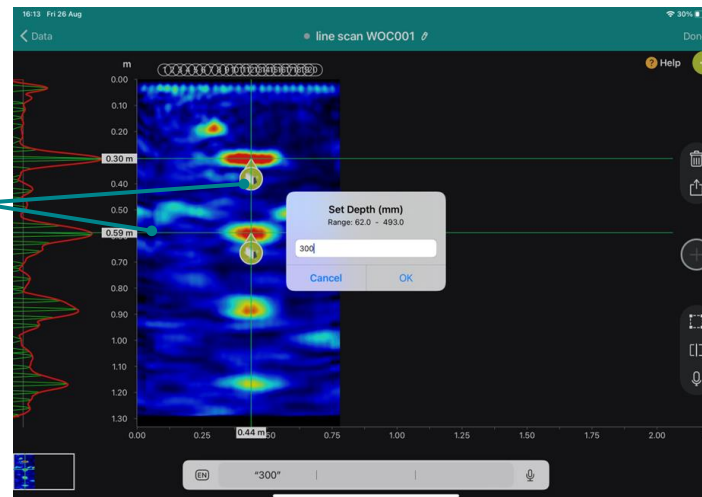 16:13 Fri 26 Aug
30%
Data
line scan WOC001
Don
m
Help
0.00
0.10
0.20
0.30 m
0.40
0.50
0.59 m
0.70
0.80
0.90
1.00
1.10
1.20
1.30
Set Depth (mm)
Range: 62.0 - 493.0
300
Cancel
OK
0.00
0.25
0.44 m
50
0.75
1.00
1.25
1.50
1.75
2.00
EN
"300"